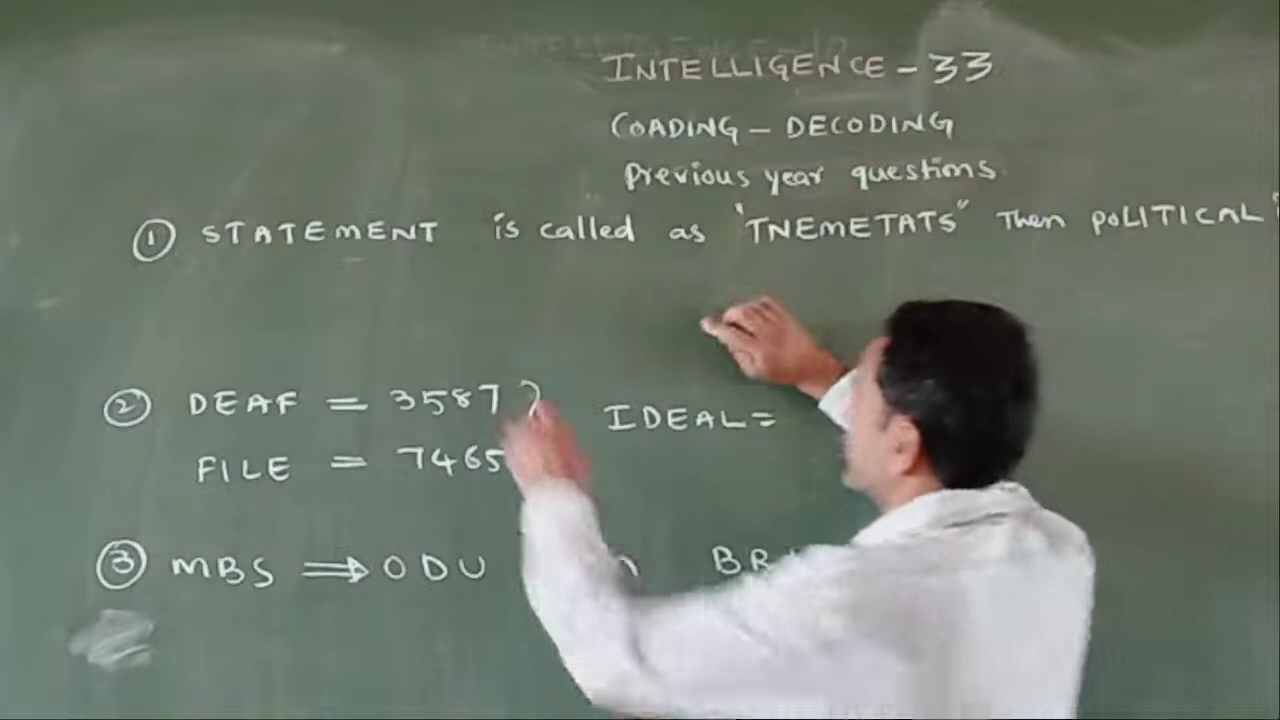 INTELLIGENCE - 33
COADING - DECODING
Previous year questions.
① STATEMENT is called as "TNEMETATS" Then POLITICAL"
② DEAF = 3587 } IDEAL =
FILE = 7465
③ MBS ⇒ ODU